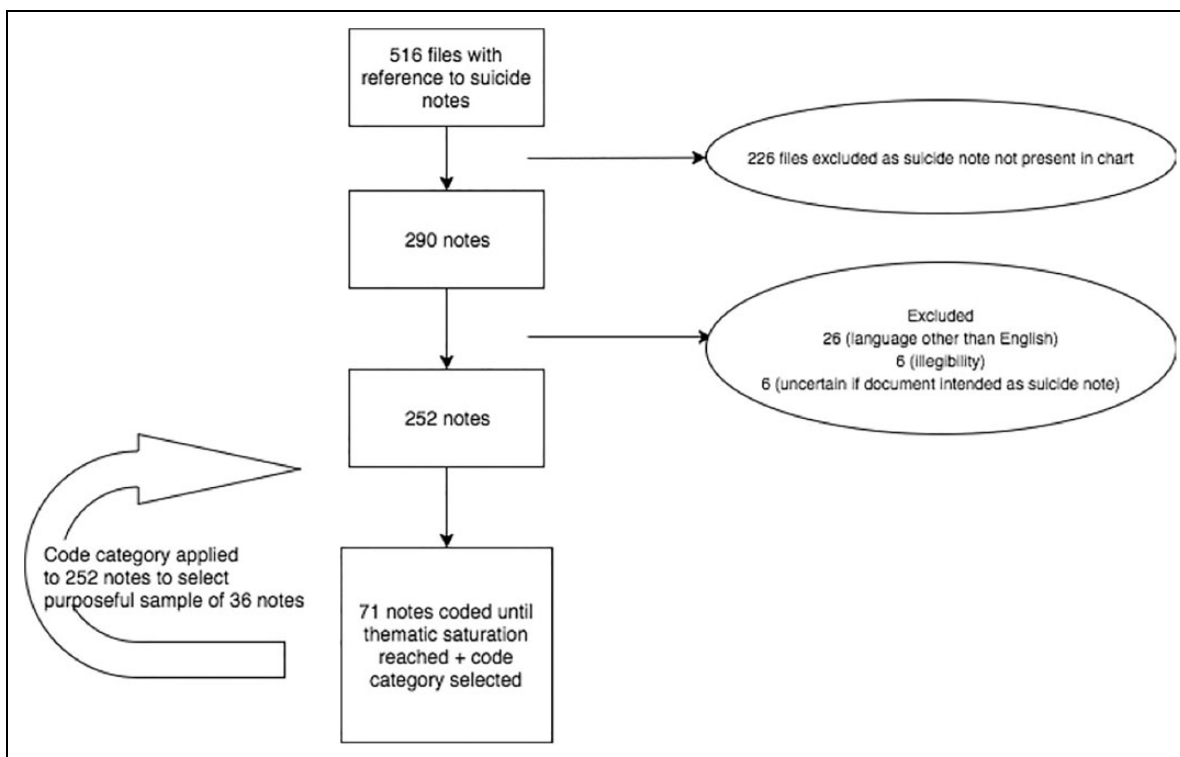 516 files with
reference to suicide
notes
226 files excluded as suicide note not present in chart
290 notes
Excluded
26 (language other than English)
6 (illegibility)
6 (uncertain if document intended as suicide note)
252 notes
Code category applied
to 252 notes to select
purposeful sample of 36 notes
71 notes coded until
thematic saturation
reached + code
category selected